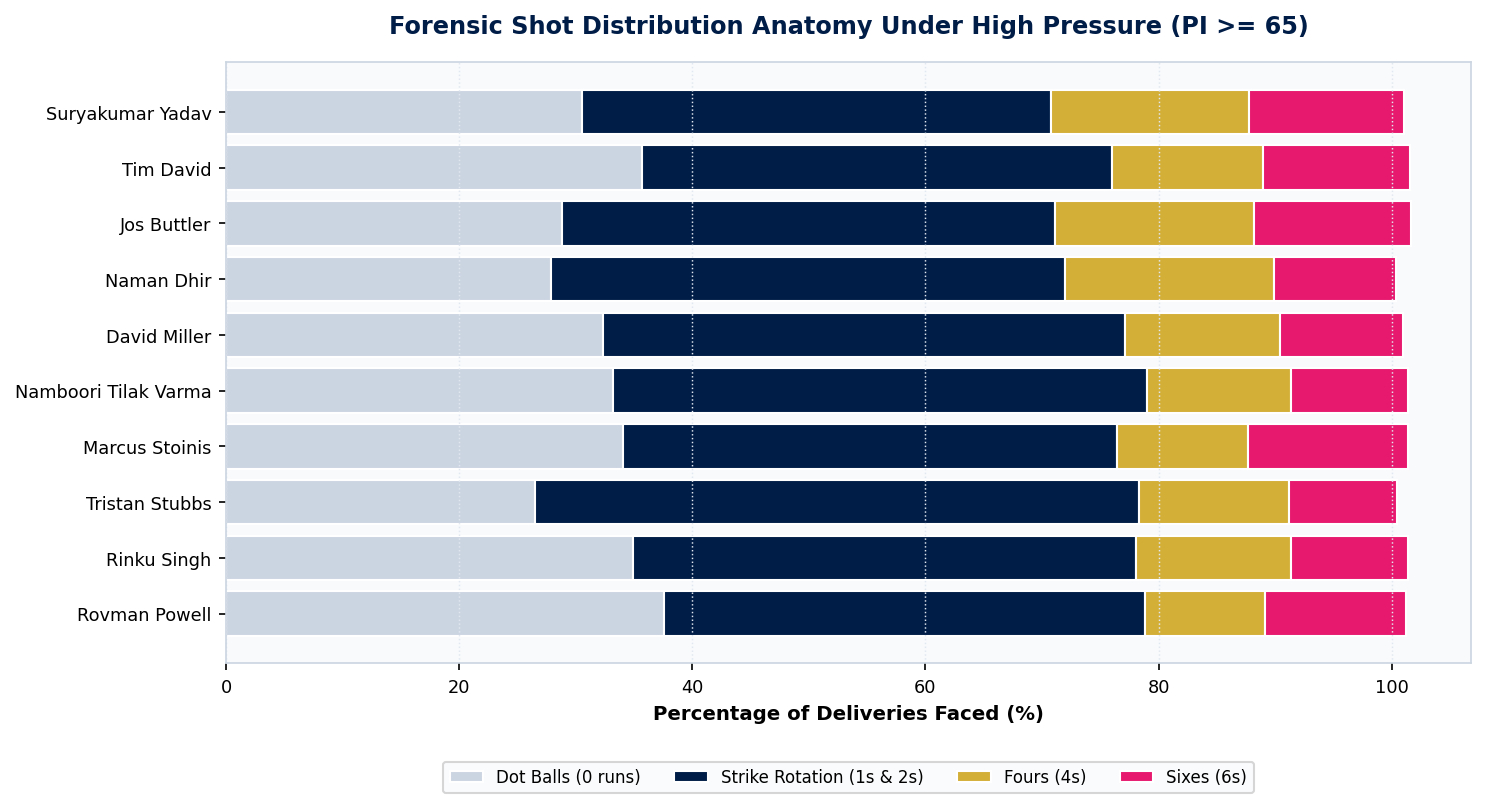 Forensic Shot Distribution Anatomy Under High Pressure (PI >= 65)
Suryakumar Yadav
Tim David
Jos Buttler
Naman Dhir
David Miller
Namboori Tilak Varma
Marcus Stoinis
Tristan Stubbs
Rinku Singh
Rovman Powell
0 20 40 60 80 100
Percentage of Deliveries Faced (%)
Dot Balls (0 runs) Strike Rotation (1s & 2s) Fours (4s) Sixes (6s)